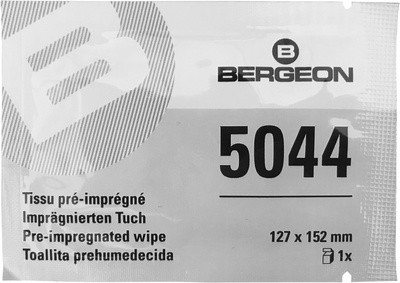 B
B
BERGEON
5044
Tissu pré-imprégné
Imprägnierten Tuch
Pre-impregnated wipe
Toallita prehumedecida
127 x 152 mm
1x